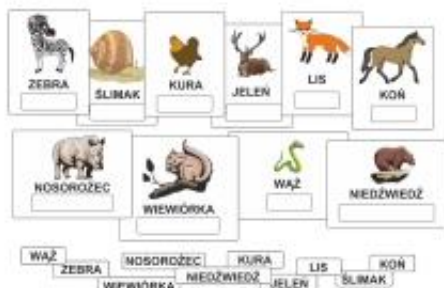 ZEBRA
ŚLIMAK
KURA
JELEŃ
LIS
KOŃ
NOSOROŻEC
WIEWIÓRKA
WĄŻ
NIEDŹWIEDŹ
WĄŻ
ZEBRA
NOSOROŻEC
WIEWIÓRKA
NIEDŹWIEDŹ
KURA
JELEŃ
LIS
ŚLIMAK
KOŃ